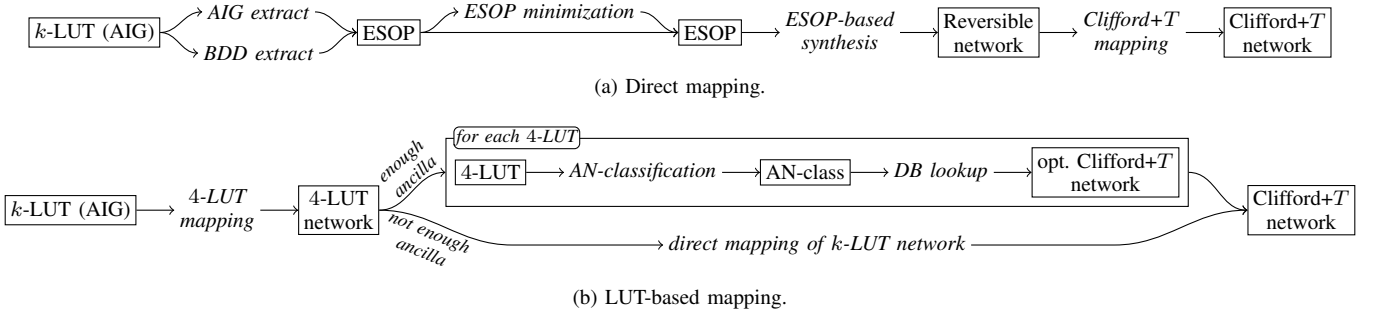 k-LUT (AIG)
AIG extract
BDD extract
ESOP
ESOP minimization
ESOP
ESOP-based
synthesis
Reversible
network
Clifford+T
mapping
Clifford+T
network
(a) Direct mapping.
k-LUT (AIG)
4-LUT
mapping
4-LUT
network
enough
ancilla
not enough
ancilla
for each 4-LUT
4-LUT
AN-classification
AN-class
DB lookup
opt. Clifford+T
network
direct mapping of k-LUT network
Clifford+T
network
(b) LUT-based mapping.